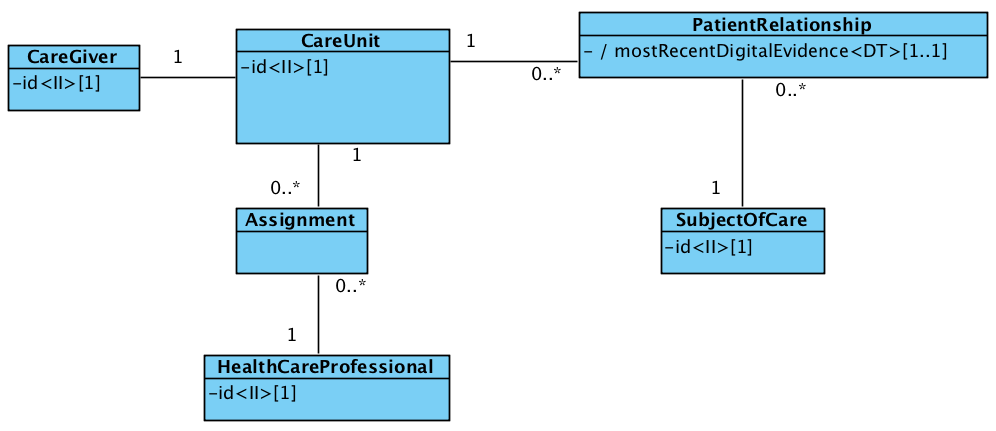 CareGiver
-id<II>[1]
1
CareUnit
-id<II>[1]
1
0..*
PatientRelationship
- / mostRecentDigitalEvidence<DT>[1..1]
0..*
1
SubjectOfCare
-id<II>[1]
1
0..*
Assignment
0..*
1
HealthCareProfessional
-id<II>[1]